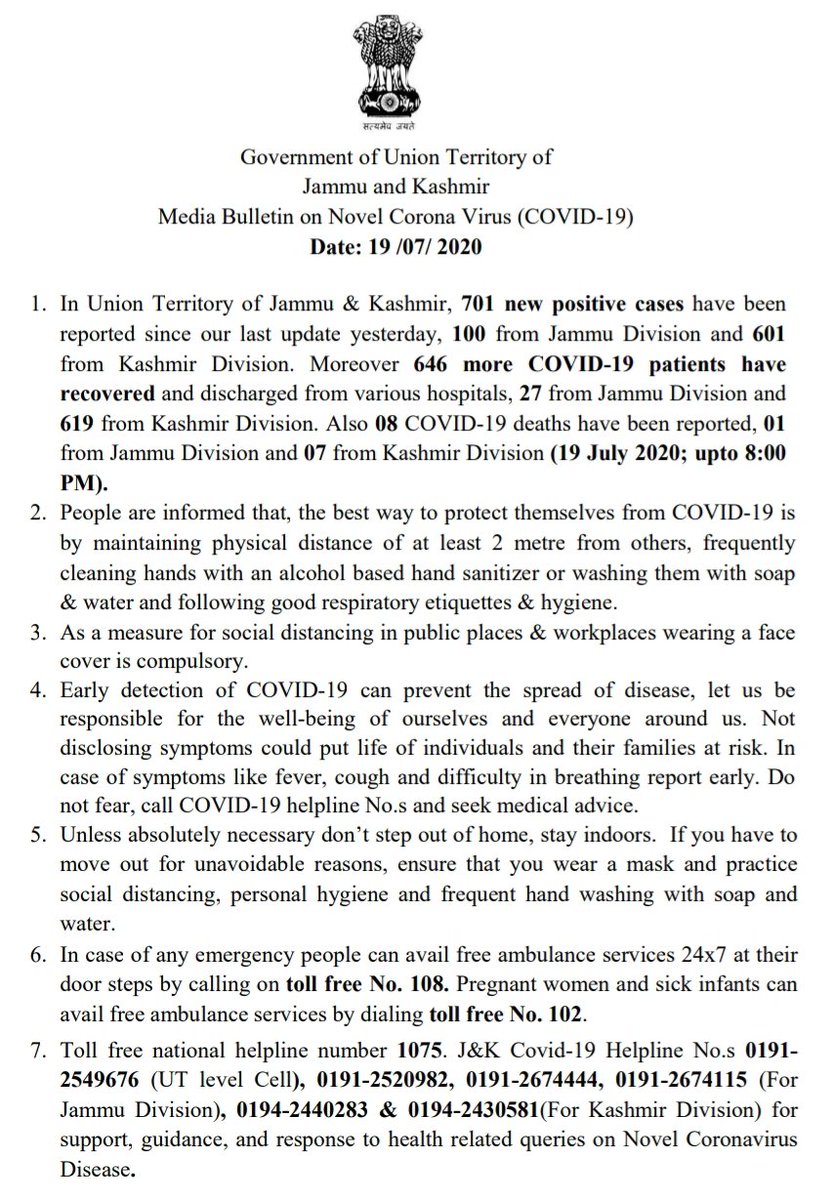 सत्यमेव जयते
Government of Union Territory of
Jammu and Kashmir
Media Bulletin on Novel Corona Virus (COVID-19)
Date: 19 /07/ 2020
1. In Union Territory of Jammu & Kashmir, 701 new positive cases have been
reported since our last update yesterday, 100 from Jammu Division and 601
from Kashmir Division. Moreover 646 more COVID-19 patients have
recovered and discharged from various hospitals, 27 from Jammu Division and
619 from Kashmir Division. Also 08 COVID-19 deaths have been reported, 01
from Jammu Division and 07 from Kashmir Division (19 July 2020; upto 8:00
PM).
2. People are informed that, the best way to protect themselves from COVID-19 is
by maintaining physical distance of at least 2 metre from others, frequently
cleaning hands with an alcohol based hand sanitizer or washing them with soap
& water and following good respiratory etiquettes & hygiene.
3. As a measure for social distancing in public places & workplaces wearing a face
cover is compulsory.
4. Early detection of COVID-19 can prevent the spread of disease, let us be
responsible for the well-being of ourselves and everyone around us. Not
disclosing symptoms could put life of individuals and their families at risk. In
case of symptoms like fever, cough and difficulty in breathing report early. Do
not fear, call COVID-19 helpline No.s and seek medical advice.
5. Unless absolutely necessary don’t step out of home, stay indoors. If you have to
move out for unavoidable reasons, ensure that you wear a mask and practice
social distancing, personal hygiene and frequent hand washing with soap and
water.
6. In case of any emergency people can avail free ambulance services 24x7 at their
door steps by calling on toll free No. 108. Pregnant women and sick infants can
avail free ambulance services by dialing toll free No. 102.
7. Toll free national helpline number 1075. J&K Covid-19 Helpline No.s 0191-
2549676 (UT level Cell), 0191-2520982, 0191-2674444, 0191-2674115 (For
Jammu Division), 0194-2440283 & 0194-2430581(For Kashmir Division) for
support, guidance, and response to health related queries on Novel Coronavirus
Disease.